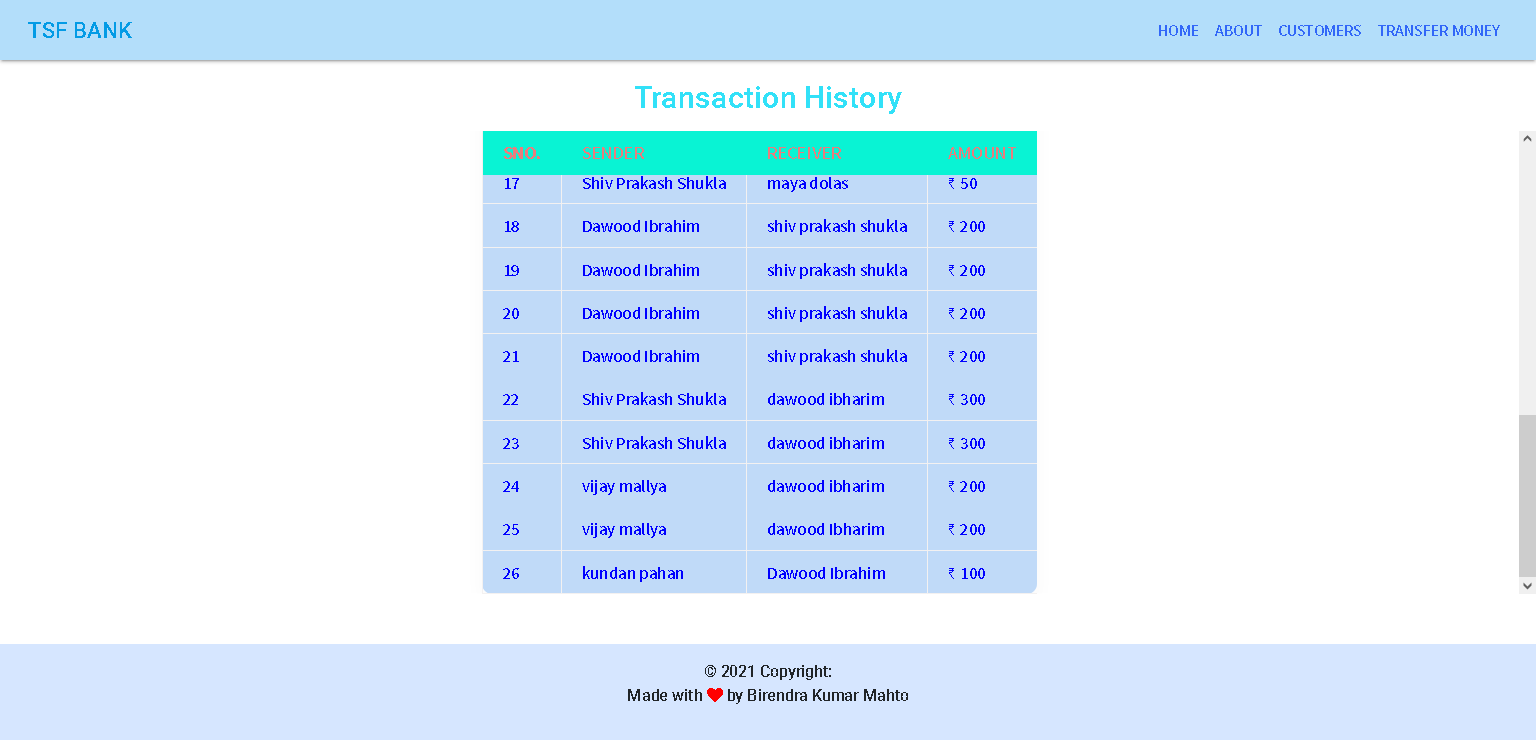 TSF BANK HOME ABOUT CUSTOMERS TRANSFER MONEY
Transaction History
SNO. SENDER RECEIVER AMOUNT
17 Shiv Prakash Shukla maya dolas ₹ 50
18 Dawood Ibrahim shiv prakash shukla ₹ 200
19 Dawood Ibrahim shiv prakash shukla ₹ 200
20 Dawood Ibrahim shiv prakash shukla ₹ 200
21 Dawood Ibrahim shiv prakash shukla ₹ 200
22 Shiv Prakash Shukla dawood ibharim ₹ 300
23 Shiv Prakash Shukla dawood ibharim ₹ 300
24 vijay mallya dawood ibharim ₹ 200
25 vijay mallya dawood Ibharim ₹ 200
26 kundan pahan Dawood Ibrahim ₹ 100
© 2021 Copyright:
Made with ❤ by Birendra Kumar Mahto